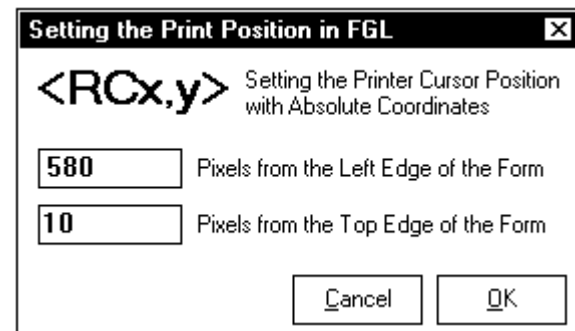 Setting the Print Position in FGL
<RCx,y> Setting the Printer Cursor Position
with Absolute Coordinates
580 Pixels from the Left Edge of the Form
10 Pixels from the Top Edge of the Form
Cancel OK